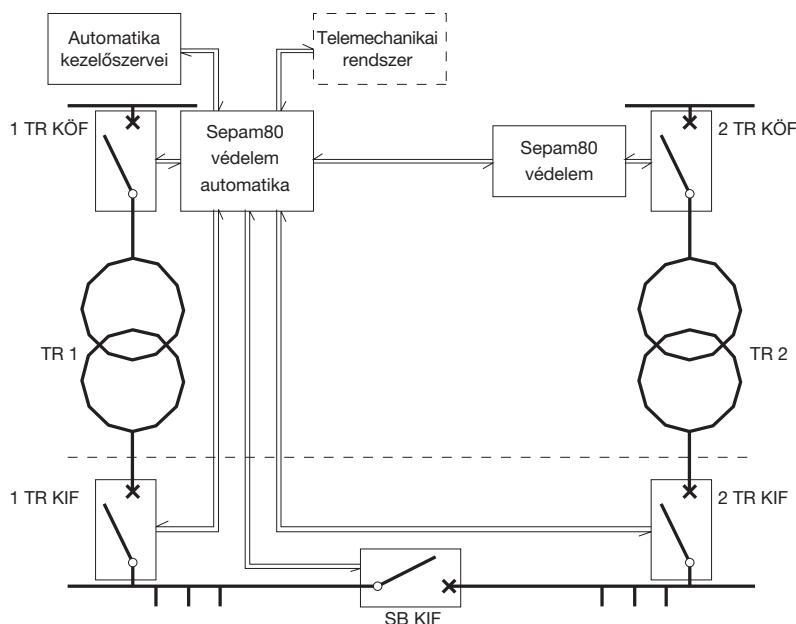 Automatika
kezelőszervei
Telemechanikai
rendszer
1 TR KÖF
Sepam80
védelem
automatika
Sepam80
védelem
2 TR KÖF
TR 1
TR 2
1 TR KIF
2 TR KIF
SB KIF